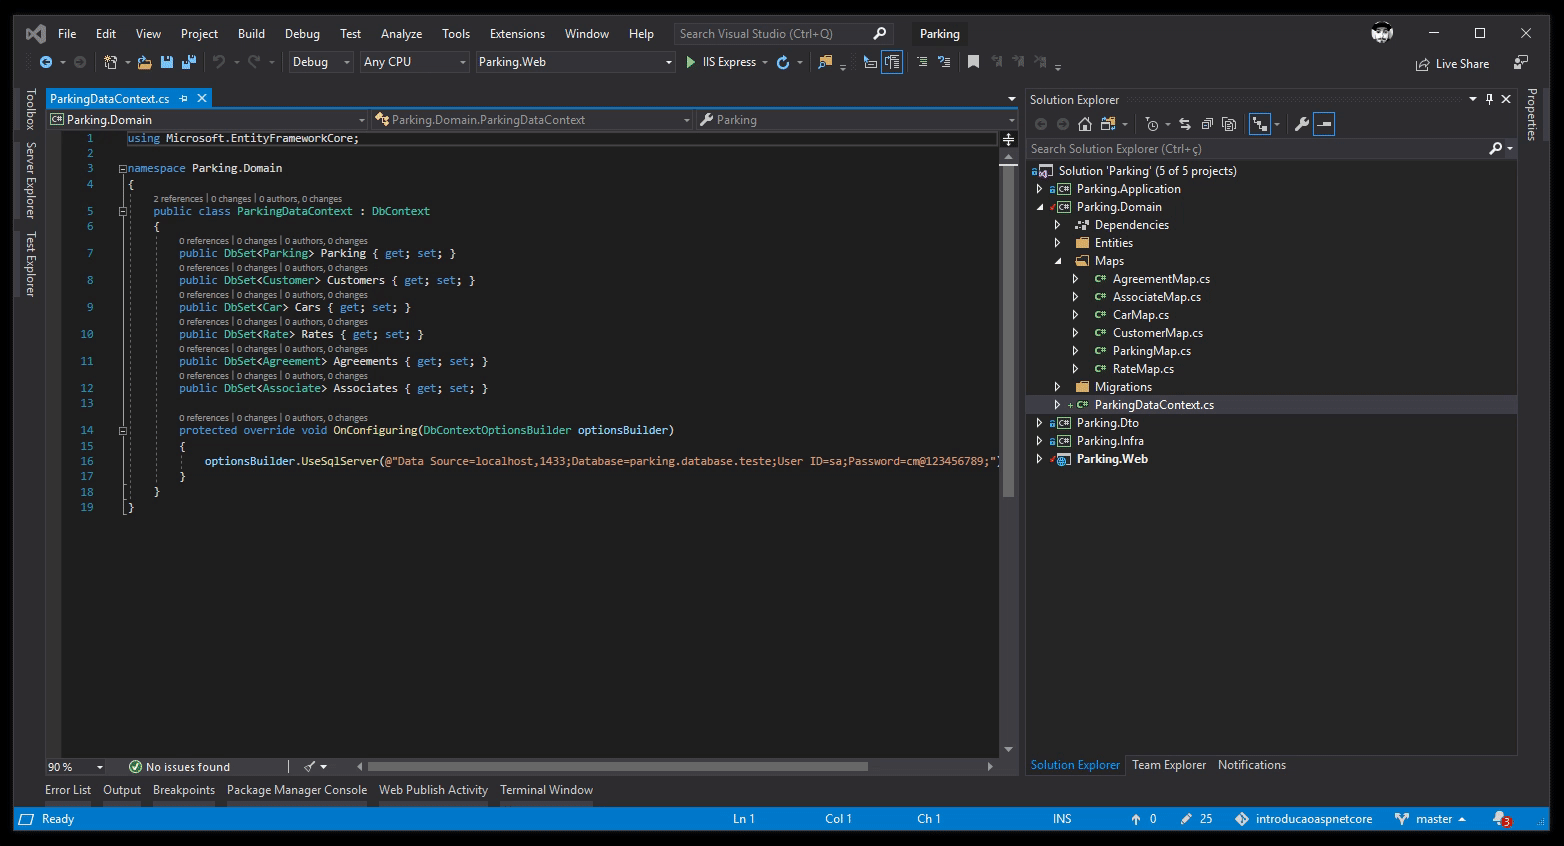 File Edit View Project Build Debug Test Analyze Tools Extensions Window Help Search Visual Studio (Ctrl+Q) Parking
Debug Any CPU Parking.Web IIS Express Live Share
Toolbox
Server Explorer
Test Explorer
ParkingDataContext.cs
Parking.Domain Parking.Domain.ParkingDataContext Parking
1 using Microsoft.EntityFrameworkCore;
2
3 namespace Parking.Domain
4 {
2 references | 0 changes | 0 authors, 0 changes
5 public class ParkingDataContext : DbContext
6 {
0 references | 0 changes | 0 authors, 0 changes
7 public DbSet<Parking> Parking { get; set; }
0 references | 0 changes | 0 authors, 0 changes
8 public DbSet<Customer> Customers { get; set; }
0 references | 0 changes | 0 authors, 0 changes
9 public DbSet<Car> Cars { get; set; }
0 references | 0 changes | 0 authors, 0 changes
10 public DbSet<Rate> Rates { get; set; }
0 references | 0 changes | 0 authors, 0 changes
11 public DbSet<Agreement> Agreements { get; set; }
0 references | 0 changes | 0 authors, 0 changes
12 public DbSet<Associate> Associates { get; set; }
13
0 references | 0 changes | 0 authors, 0 changes
14 protected override void OnConfiguring(DbContextOptionsBuilder optionsBuilder)
15 {
16 optionsBuilder.UseSqlServer(@"Data Source=localhost,1433;Database=parking.database.teste;User ID=sa;Password=cm@123456789;")
17 }
18 }
19 }
90 % No issues found
Solution Explorer
Search Solution Explorer (Ctrl+ç)
Solution 'Parking' (5 of 5 projects)
Parking.Application
Parking.Domain
Dependencies
Entities
Maps
AgreementMap.cs
AssociateMap.cs
CarMap.cs
CustomerMap.cs
ParkingMap.cs
RateMap.cs
Migrations
ParkingDataContext.cs
Parking.Dto
Parking.Infra
Parking.Web
Solution Explorer Team Explorer Notifications
Properties
Error List Output Breakpoints Package Manager Console Web Publish Activity Terminal Window
Ready Ln 1 Col 1 Ch 1 INS 0 25 introducaoaspnetcore master 3